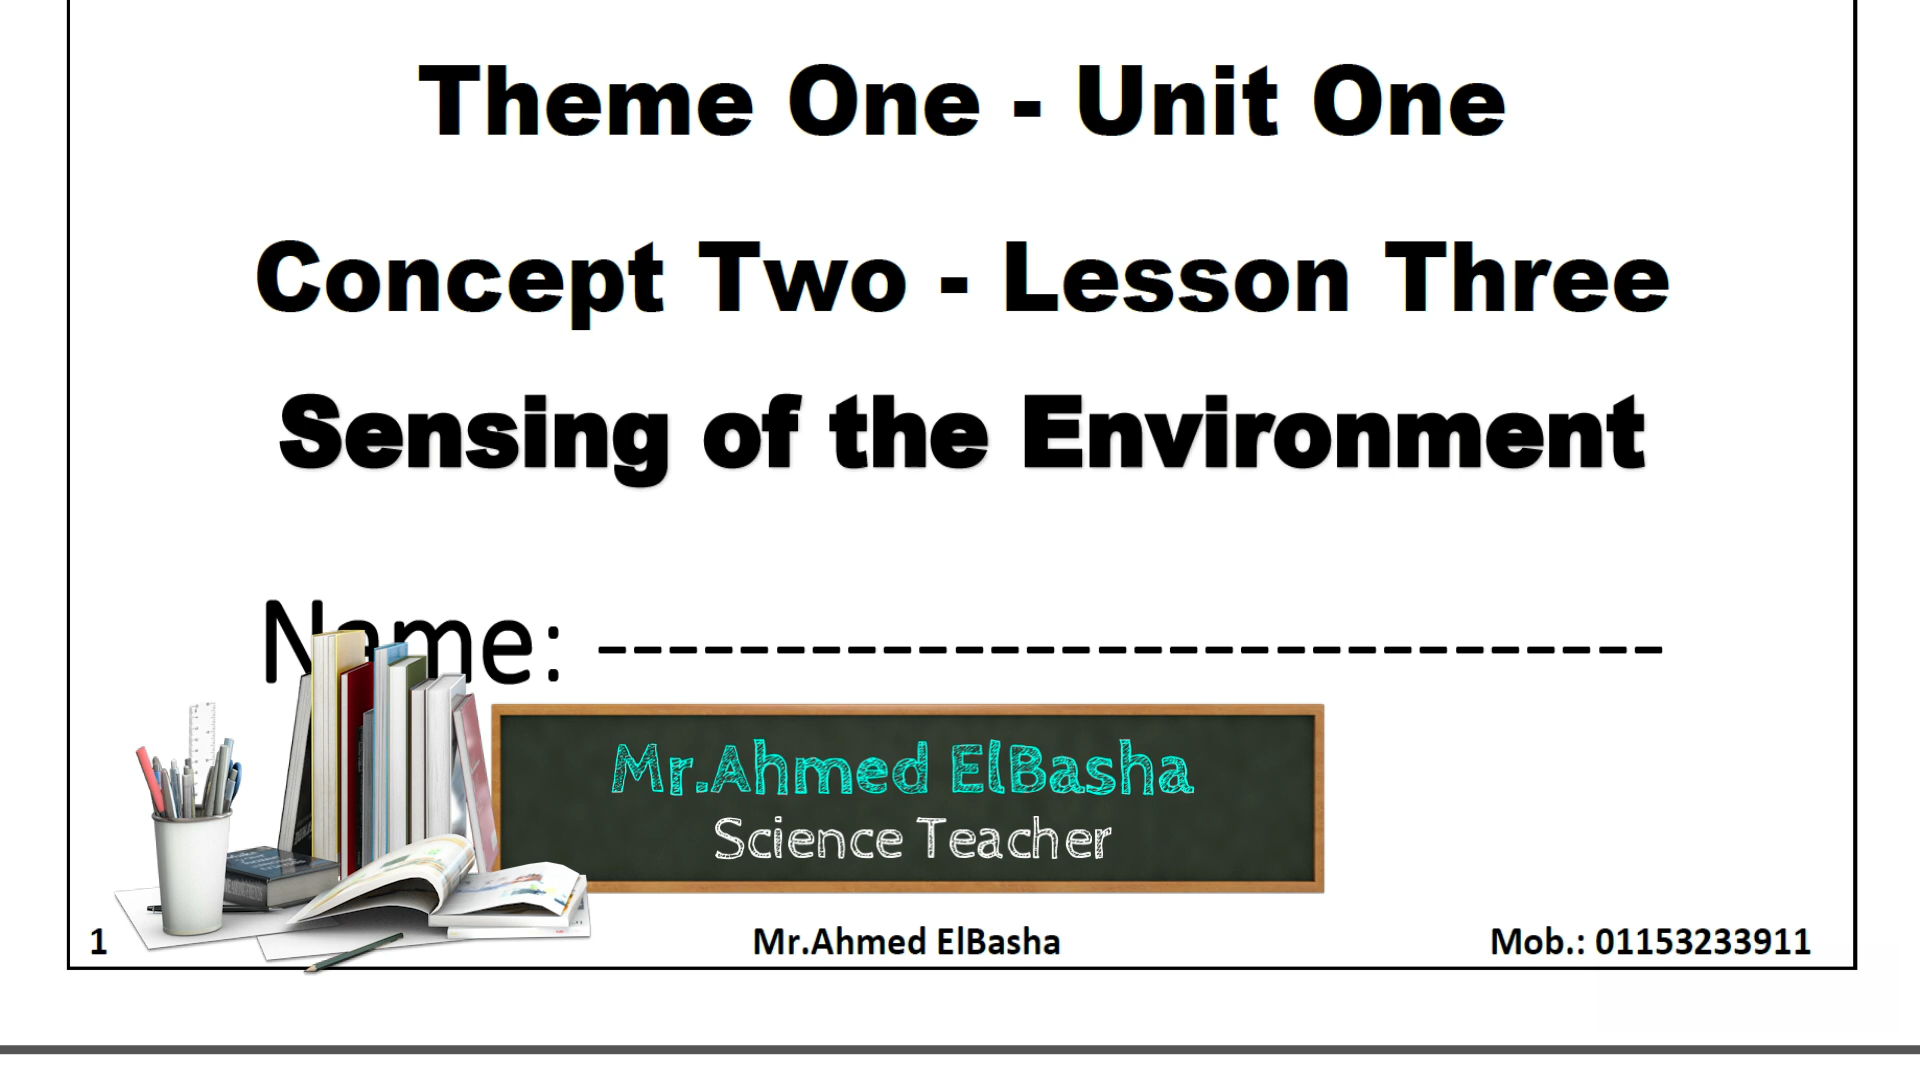 Theme One - Unit One
Concept Two - Lesson Three
Sensing of the Environment
Name: ------------------------------
Mr.Ahmed ElBasha
Science Teacher
1
Mr.Ahmed ElBasha
Mob.: 01153233911